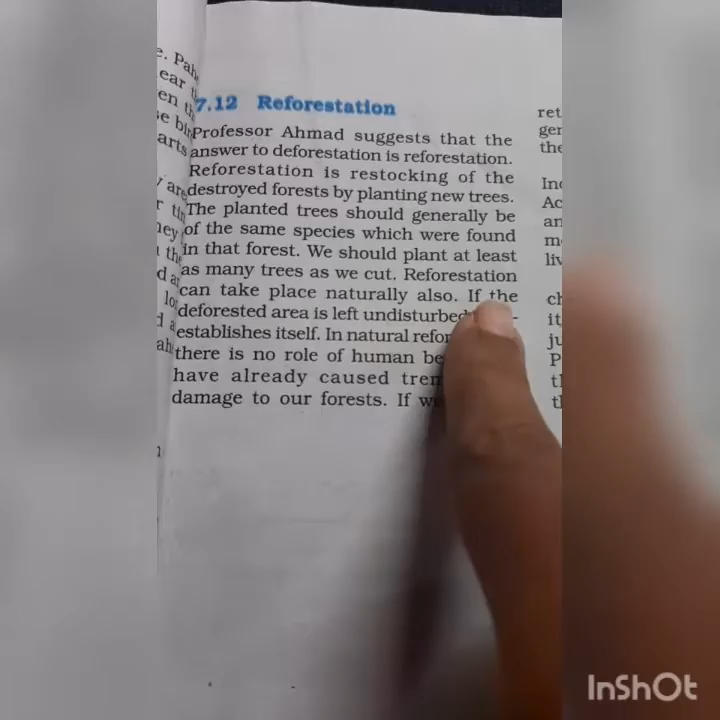 7.12 Reforestation
Professor Ahmad suggests that the
answer to deforestation is reforestation.
Reforestation is restocking of the
destroyed forests by planting new trees.
The planted trees should generally be
of the same species which were found
in that forest. We should plant at least
as many trees as we cut. Reforestation
can take place naturally also. If the
deforested area is left undisturbed
establishes itself. In natural
there is no role of human
have already caused
damage to our forests. If
InShOt